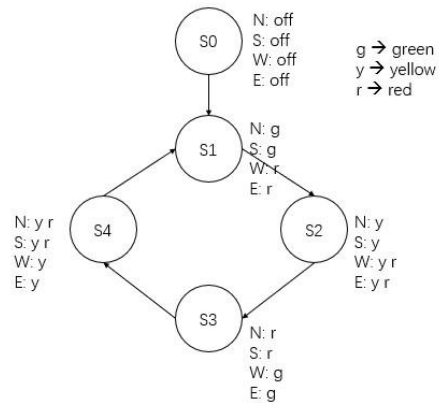 S0
N: off
S: off
W: off
E: off
g → green
y → yellow
r → red
S1
N: g
S: g
W: r
E: r
S4
N: y r
S: y r
W: y
E: y
S2
N: y
S: y
W: y r
E: y r
S3
N: r
S: r
W: g
E: g